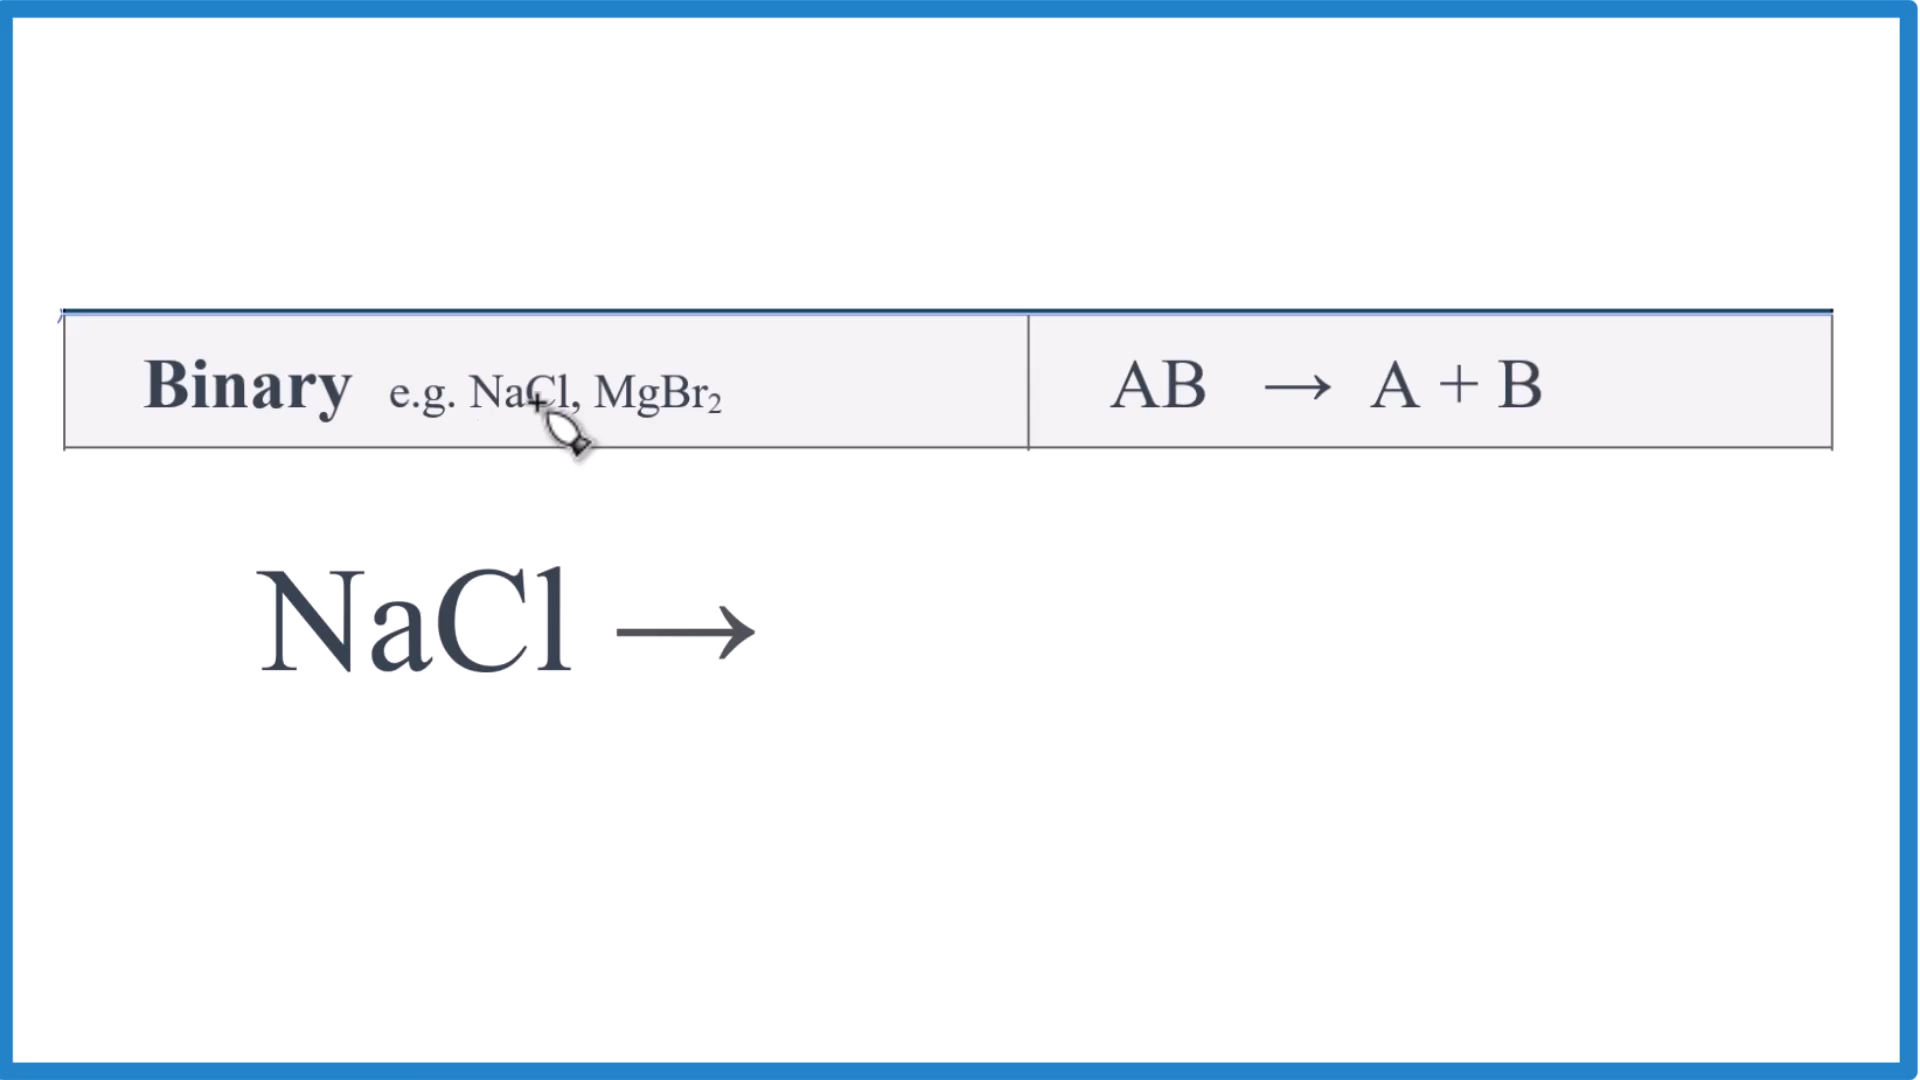 Binary e.g. NaCl, MgBr₂ AB → A + B
NaCl →